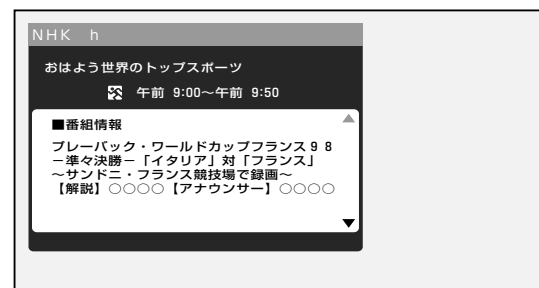 NHK h
おはよう世界のトップスポーツ
午前 9:00～午前 9:50
■番組情報
プレーバック・ワールドカップフランス９８
－準々決勝－「イタリア」対「フランス」
～サンドニ・フランス競技場で録画～
【解説】○○○○【アナウンサー】○○○○